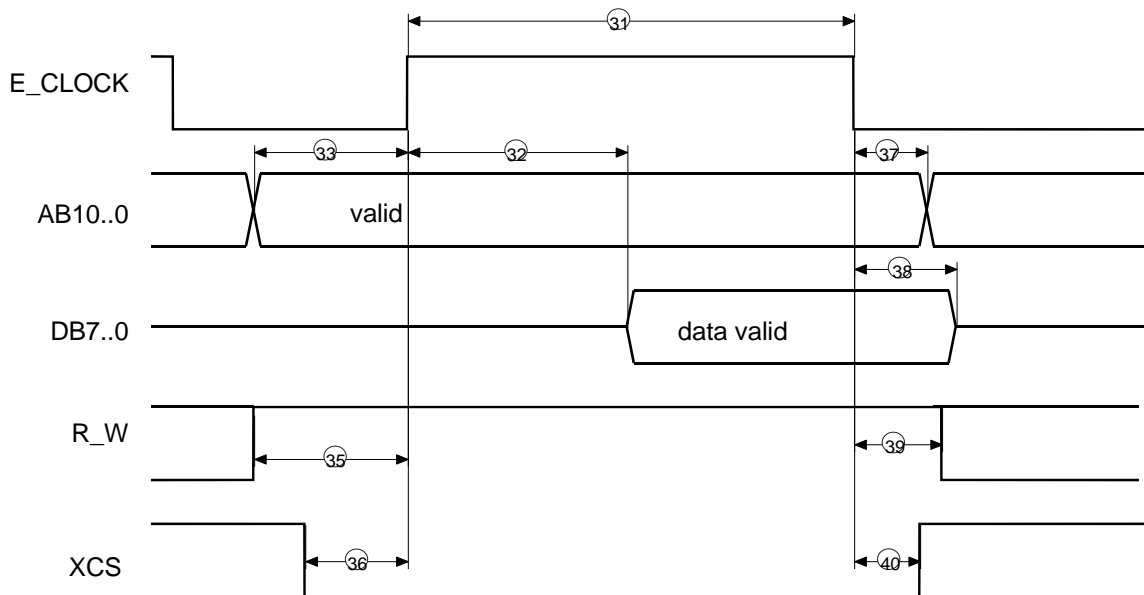 31
E_CLOCK
33
32
37
AB10..0
valid
38
DB7..0
data valid
R_W
35
39
36
40
XCS